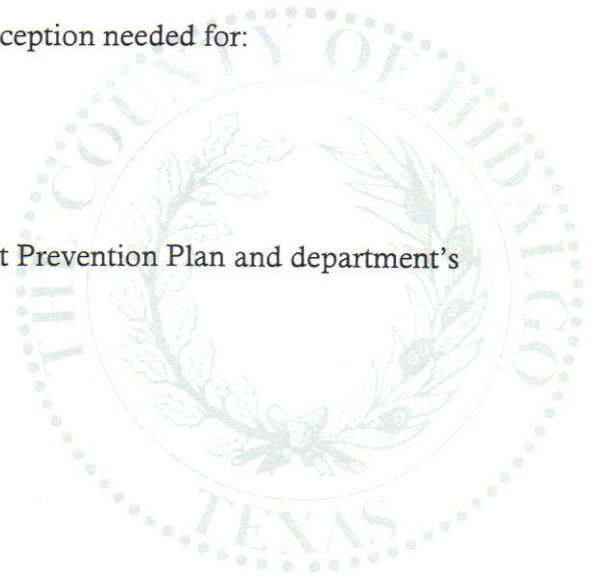 ception needed for:
t Prevention Plan and department's
THE COUNTY OF HIDALGO
TEXAS